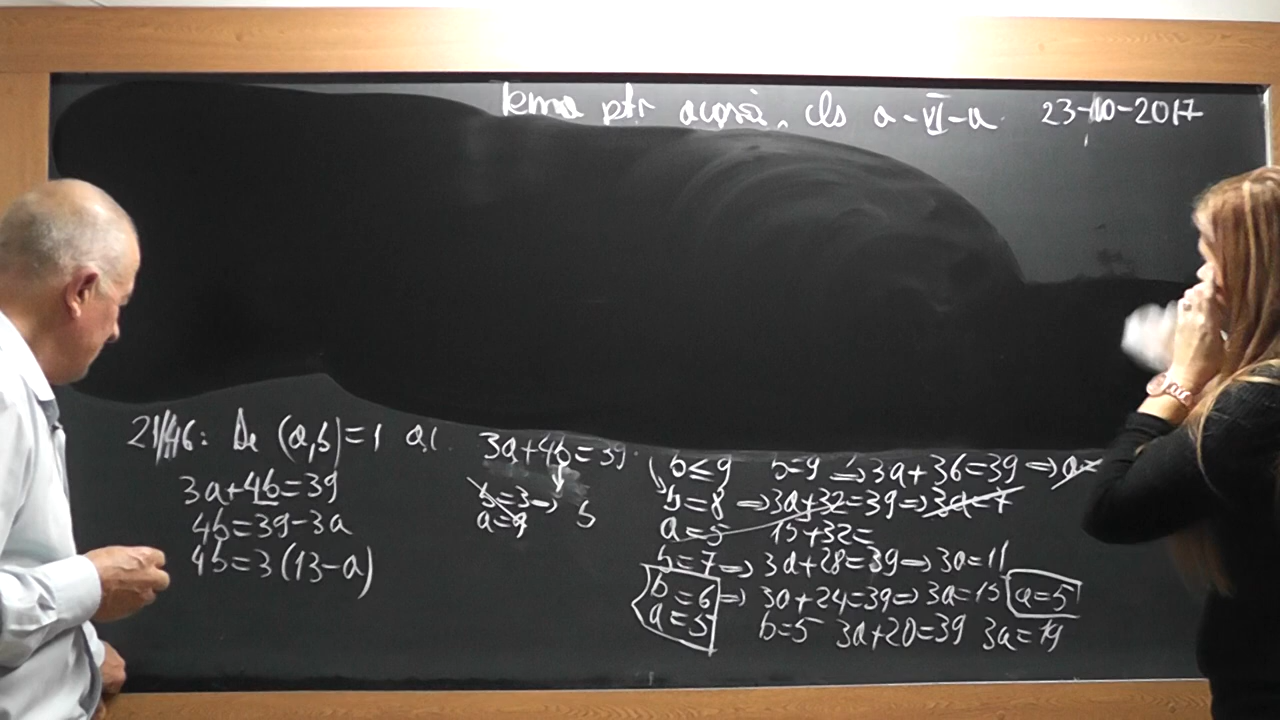 Tema ptr acasă. cls a-VI-a 23-10-2017
21/46: De (a,b)=1 a,î. 3a+4b=39.
3a+4b=39
4b=39-3a
4b=3(13-a)
b=3=> b
a=9
b≤9 b=9 => 3a+36=39 => a=
b=8 => 3a+32=39 => 3a=7
a=5 15+32=
b=7 => 3a+28=39 => 3a=11
b=6 => 3a+24=39 => 3a=15 a=5
a=5
b=5 3a+20=39 3a=19